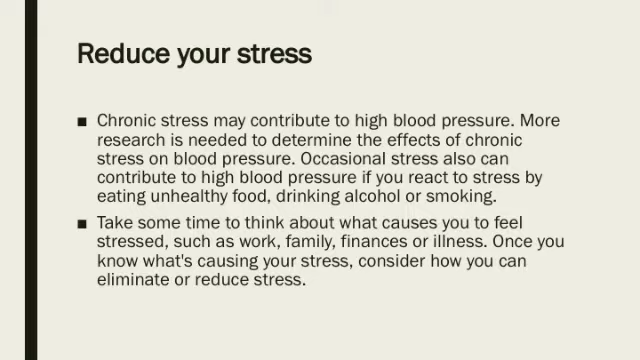 Reduce your stress
■ Chronic stress may contribute to high blood pressure. More
research is needed to determine the effects of chronic
stress on blood pressure. Occasional stress also can
contribute to high blood pressure if you react to stress by
eating unhealthy food, drinking alcohol or smoking.
■ Take some time to think about what causes you to feel
stressed, such as work, family, finances or illness. Once you
know what's causing your stress, consider how you can
eliminate or reduce stress.